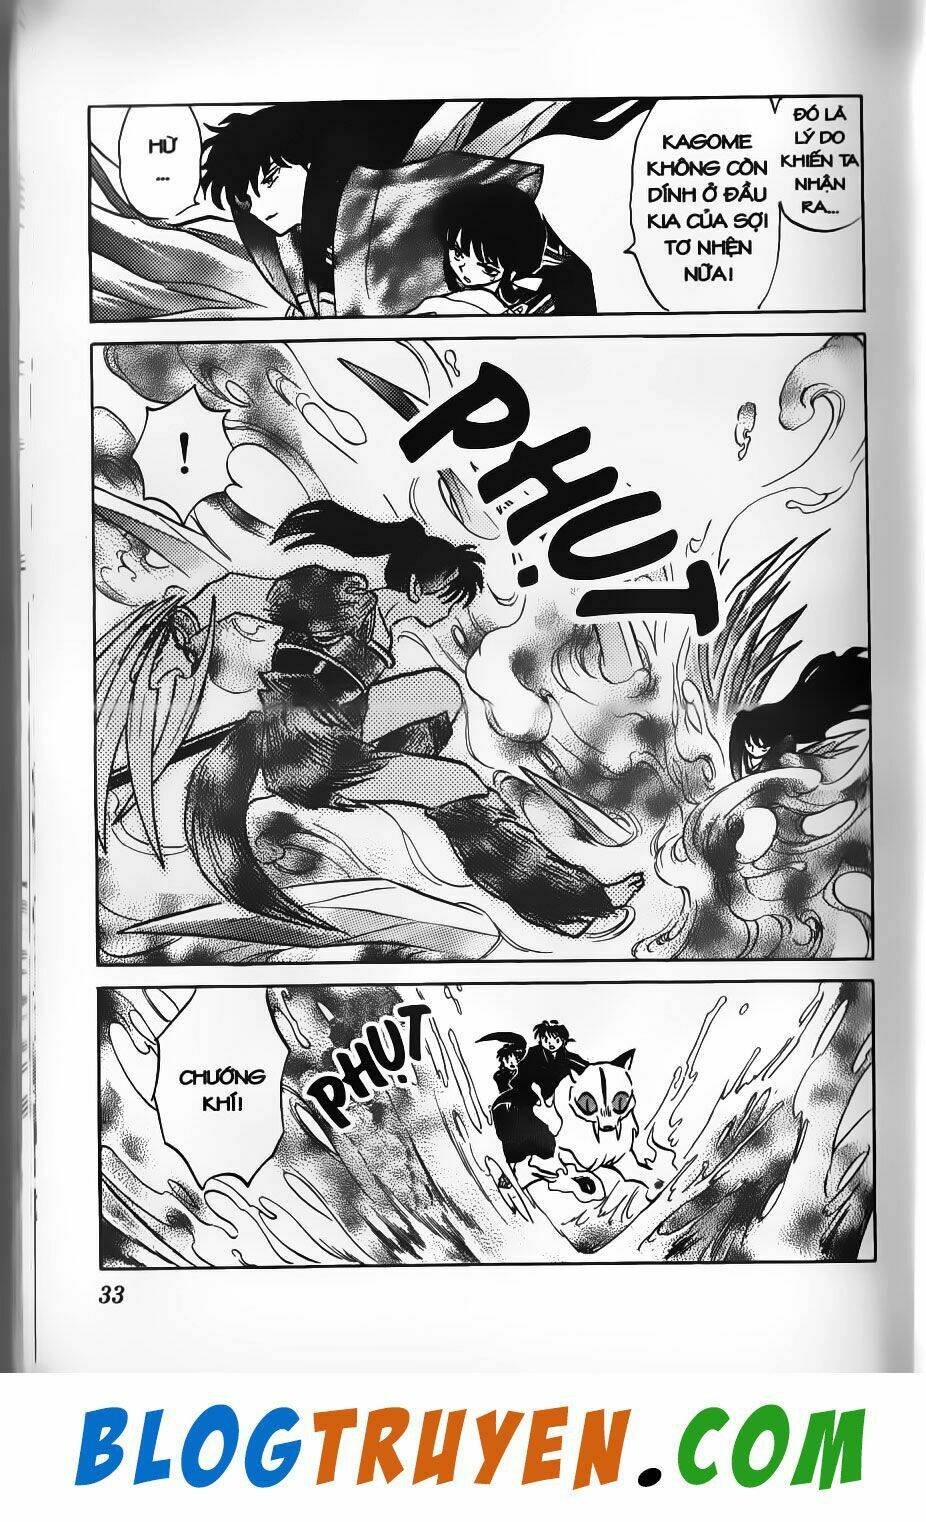 ĐÓ LÀ
LÝ DO
KHIẾN TA
NHẬN
RA...
KAGOME
KHÔNG CÒN
DÍNH Ở ĐẦU
KIA CỦA SỢI
TƠ NHỆN
NỮA!
HỪ
...
PHỤT
!
PHỤT
CHƯỚNG
KHÍ!
33
BLOGTRUYEN.COM